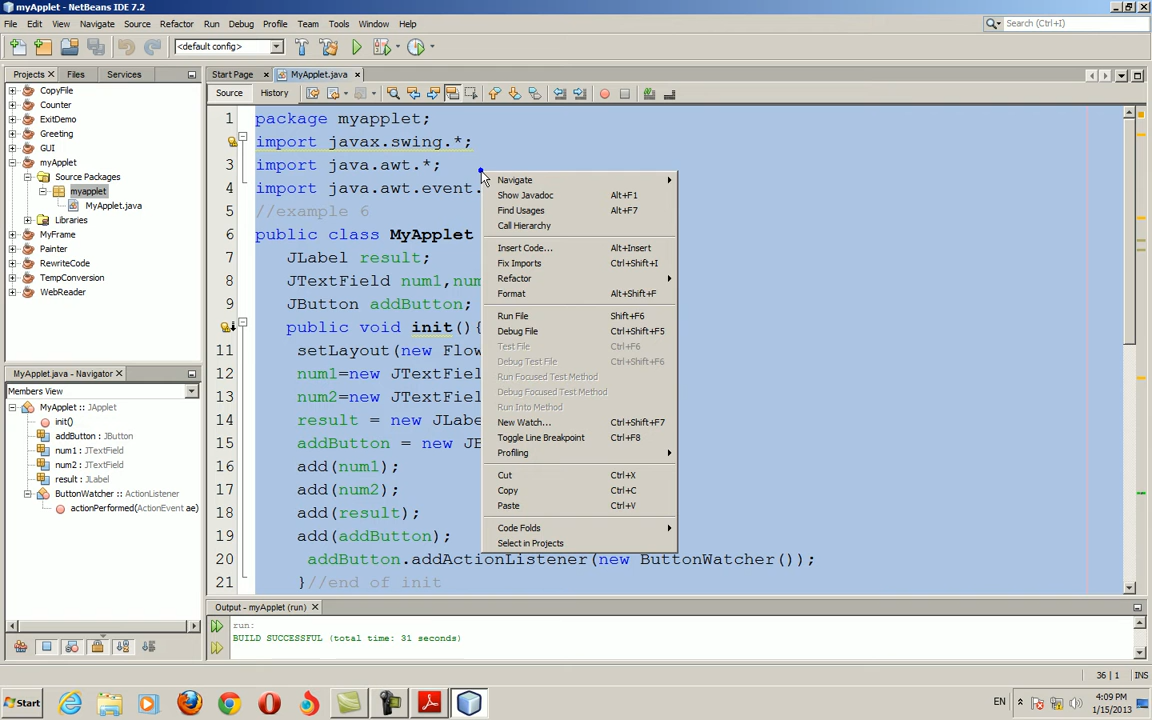 myApplet - NetBeans IDE 7.2
File Edit View Navigate Source Refactor Run Debug Profile Team Tools Window Help
Search (Ctrl+I)
<default config>
Projects Files Services
Start Page
MyApplet.java
Source History
CopyFile
Counter
ExitDemo
Greeting
GUI
myApplet
Source Packages
myapplet
MyApplet.java
Libraries
MyFrame
Painter
RewriteCode
TempConversion
WebReader
MyApplet.java - Navigator
Members View
MyApplet :: JApplet
init()
addButton : JButton
num1 : JTextField
num2 : JTextField
result : JLabel
ButtonWatcher :: ActionListener
actionPerformed(ActionEvent ae)
1 package myapplet;
import javax.swing.*;
3 import java.awt.*;
4 import java.awt.event.
5 //example 6
6 public class MyApplet
7 JLabel result;
8 JTextField num1,num
9 JButton addButton;
public void init(){
11 setLayout(new Flow
12 num1=new JTextFiel
13 num2=new JTextFiel
14 result = new JLabe
15 addButton = new JB
16 add(num1);
17 add(num2);
18 add(result);
19 add(addButton);
20 addButton.addActionListener(new ButtonWatcher());
21 }//end of init
Navigate
Show Javadoc Alt+F1
Find Usages Alt+F7
Call Hierarchy
Insert Code... Alt+Insert
Fix Imports Ctrl+Shift+I
Refactor
Format Alt+Shift+F
Run File Shift+F6
Debug File Ctrl+Shift+F5
Test File Ctrl+F6
Debug Test File Ctrl+Shift+F6
Run Focused Test Method
Debug Focused Test Method
Run Into Method
New Watch... Ctrl+Shift+F7
Toggle Line Breakpoint Ctrl+F8
Profiling
Cut Ctrl+X
Copy Ctrl+C
Paste Ctrl+V
Code Folds
Select in Projects
Output - myApplet (run)
run:
BUILD SUCCESSFUL (total time: 31 seconds)
36 | 1 INS
Start
EN
4:09 PM
1/15/2013